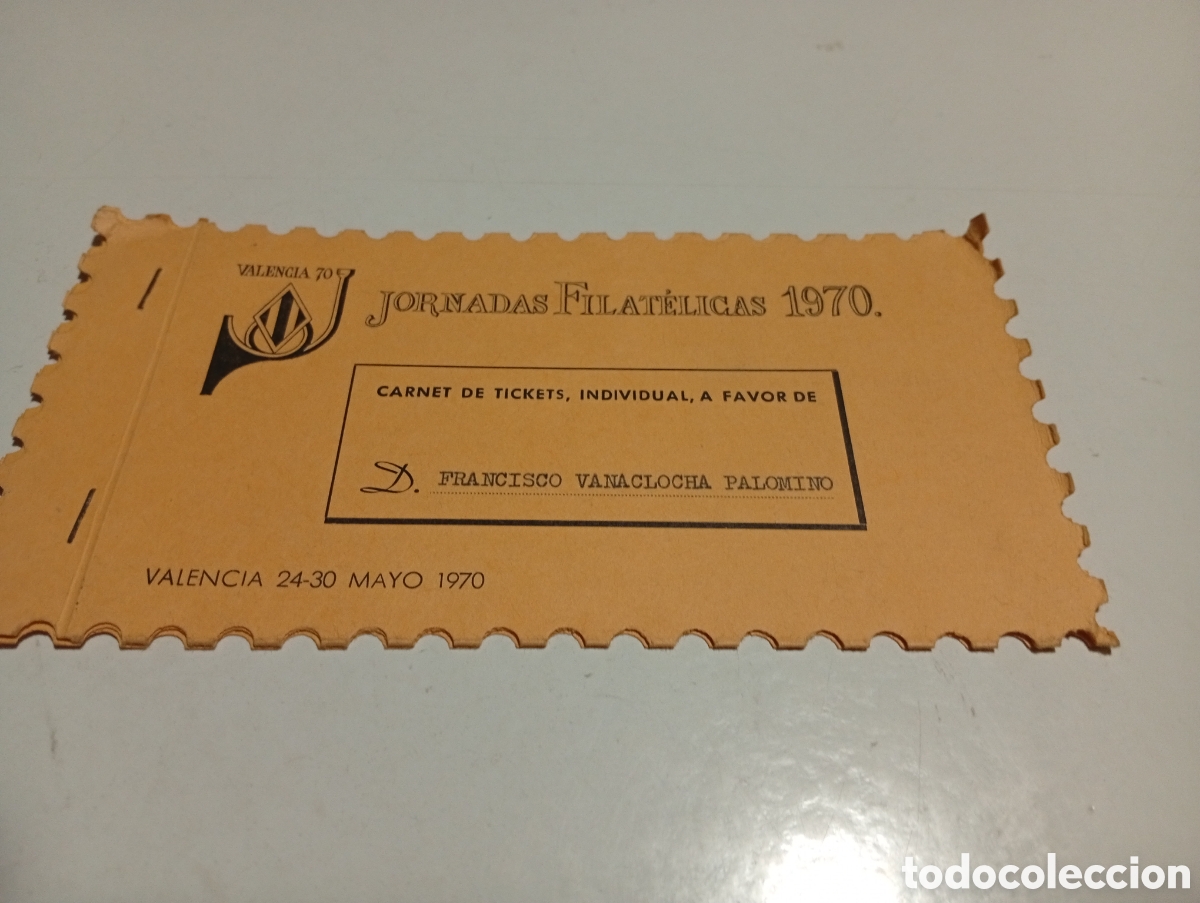 VALENCIA 70
JORNADAS FILATÉLICAS 1970.
CARNET DE TICKETS, INDIVIDUAL, A FAVOR DE
D. FRANCISCO VANACLOCHA PALOMINO
VALENCIA 24-30 MAYO 1970
todocoleccion